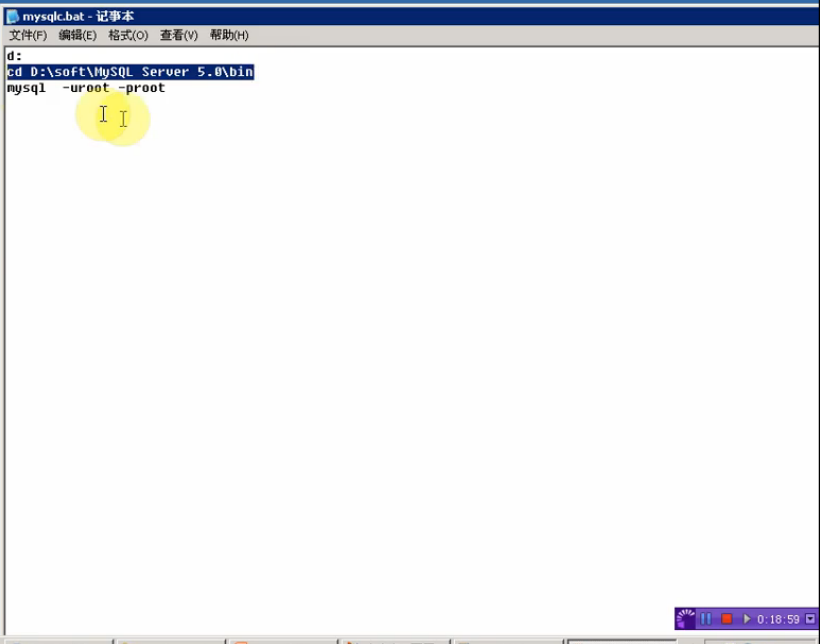 mysqlc.bat - 记事本
文件(F) 编辑(E) 格式(O) 查看(V) 帮助(H)
d:
cd D:\soft\MySQL Server 5.0\bin
mysql  -uroot -proot
0:18:59